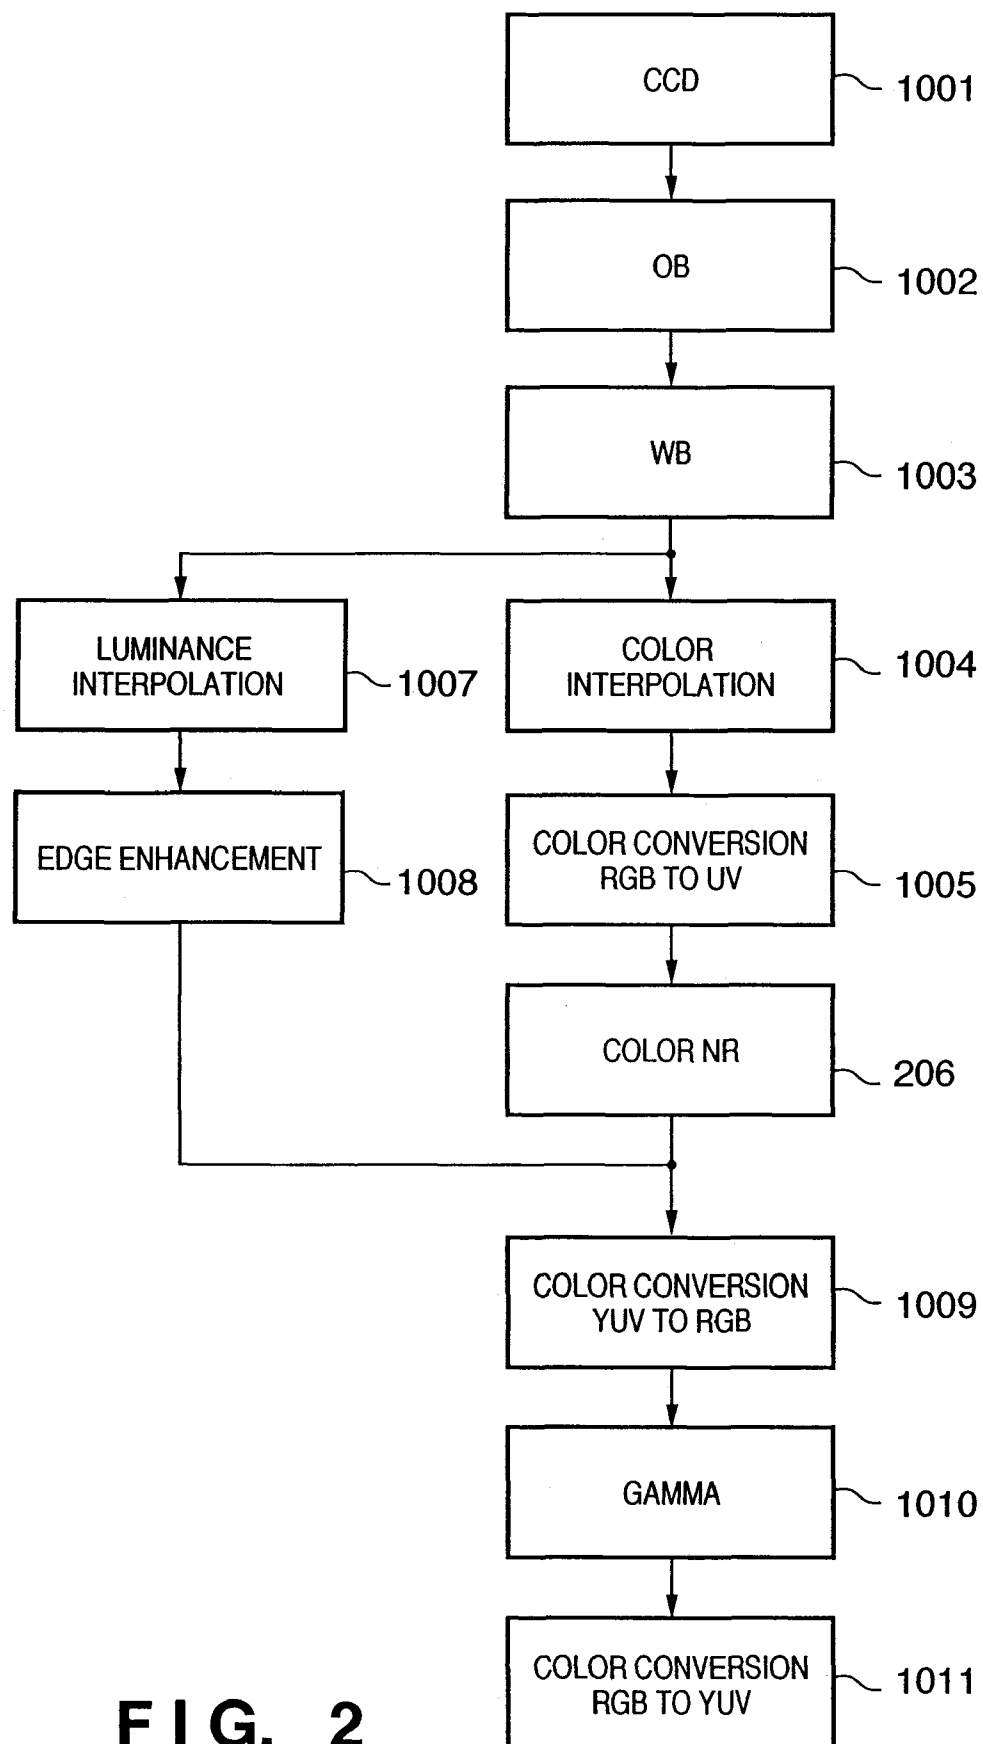 CCD
1001
OB
1002
WB
1003
LUMINANCE
INTERPOLATION
1007
COLOR
INTERPOLATION
1004
EDGE ENHANCEMENT
1008
COLOR CONVERSION
RGB TO UV
1005
COLOR NR
206
COLOR CONVERSION
YUV TO RGB
1009
GAMMA
1010
COLOR CONVERSION
RGB TO YUV
1011
FIG. 2